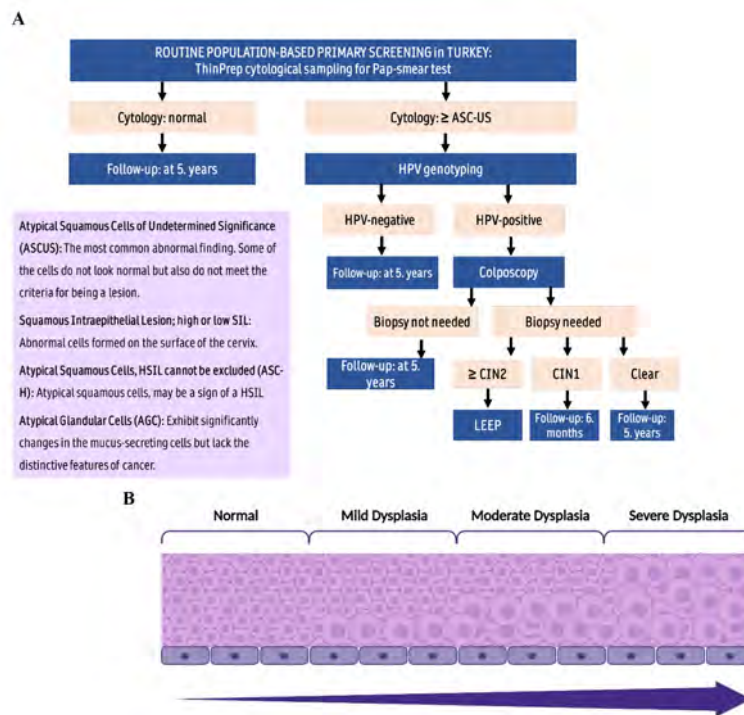 A
ROUTINE POPULATION-BASED PRIMARY SCREENING in TURKEY:
ThinPrep cytological sampling for Pap-smear test
Cytology: normal
Cytology: ≥ ASC-US
Follow-up: at 5. years
HPV genotyping
HPV-negative
HPV-positive
Follow-up: at 5. years
Colposcopy
Biopsy not needed
Biopsy needed
Follow-up: at 5.
years
≥ CIN2
CIN1
Clear
LEEP
Follow-up: 6.
months
Follow-up:
5. years
Atypical Squamous Cells of Undetermined Significance
(ASCUS): The most common abnormal finding. Some of
the cells do not look normal but also do not meet the
criteria for being a lesion.
Squamous Intraepithelial Lesion; high or low SIL:
Abnormal cells formed on the surface of the cervix.
Atypical Squamous Cells, HSIL cannot be excluded (ASC-
H): Atypical squamous cells, may be a sign of a HSIL
Atypical Glandular Cells (AGC): Exhibit significantly
changes in the mucus-secreting cells but lack the
distinctive features of cancer.
B
Normal
Mild Dysplasia
Moderate Dysplasia
Severe Dysplasia